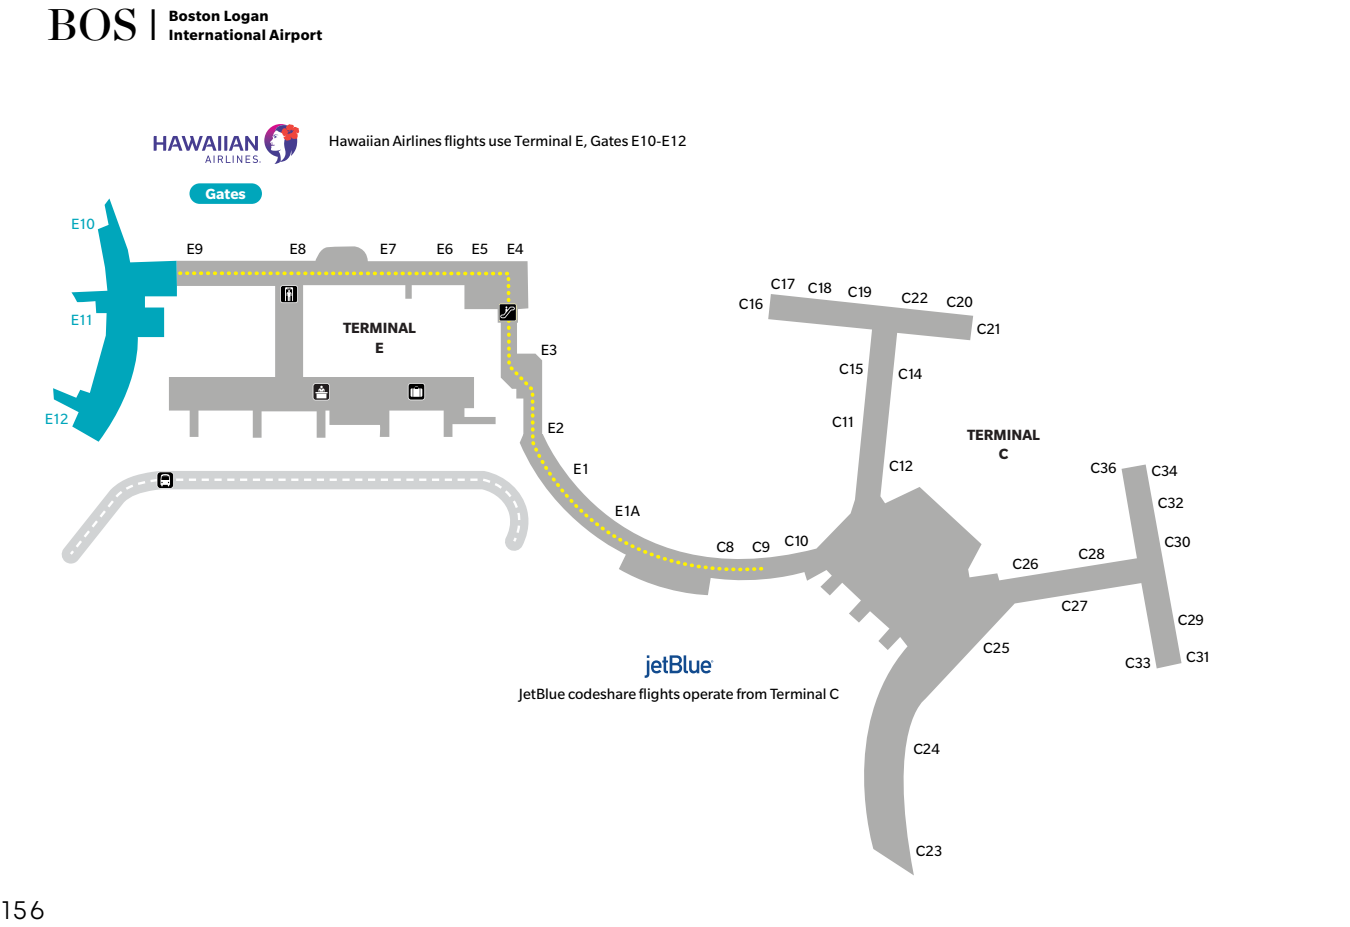 BOS
Boston Logan
International Airport
HAWAIIAN
AIRLINES.
Hawaiian Airlines flights use Terminal E, Gates E10-E12
Gates
E10
E9
E8
E7
E6
E5
E4
E11
E12
TERMINAL
E
E3
E2
E1
E1A
C8
C9
C10
C17
C18
C19
C22
C20
C16
C21
C15
C14
C11
C12
TERMINAL
C
C36
C34
C32
C30
C28
C26
C27
C29
C25
C33
C31
jetBlue
JetBlue codeshare flights operate from Terminal C
C24
C23
156